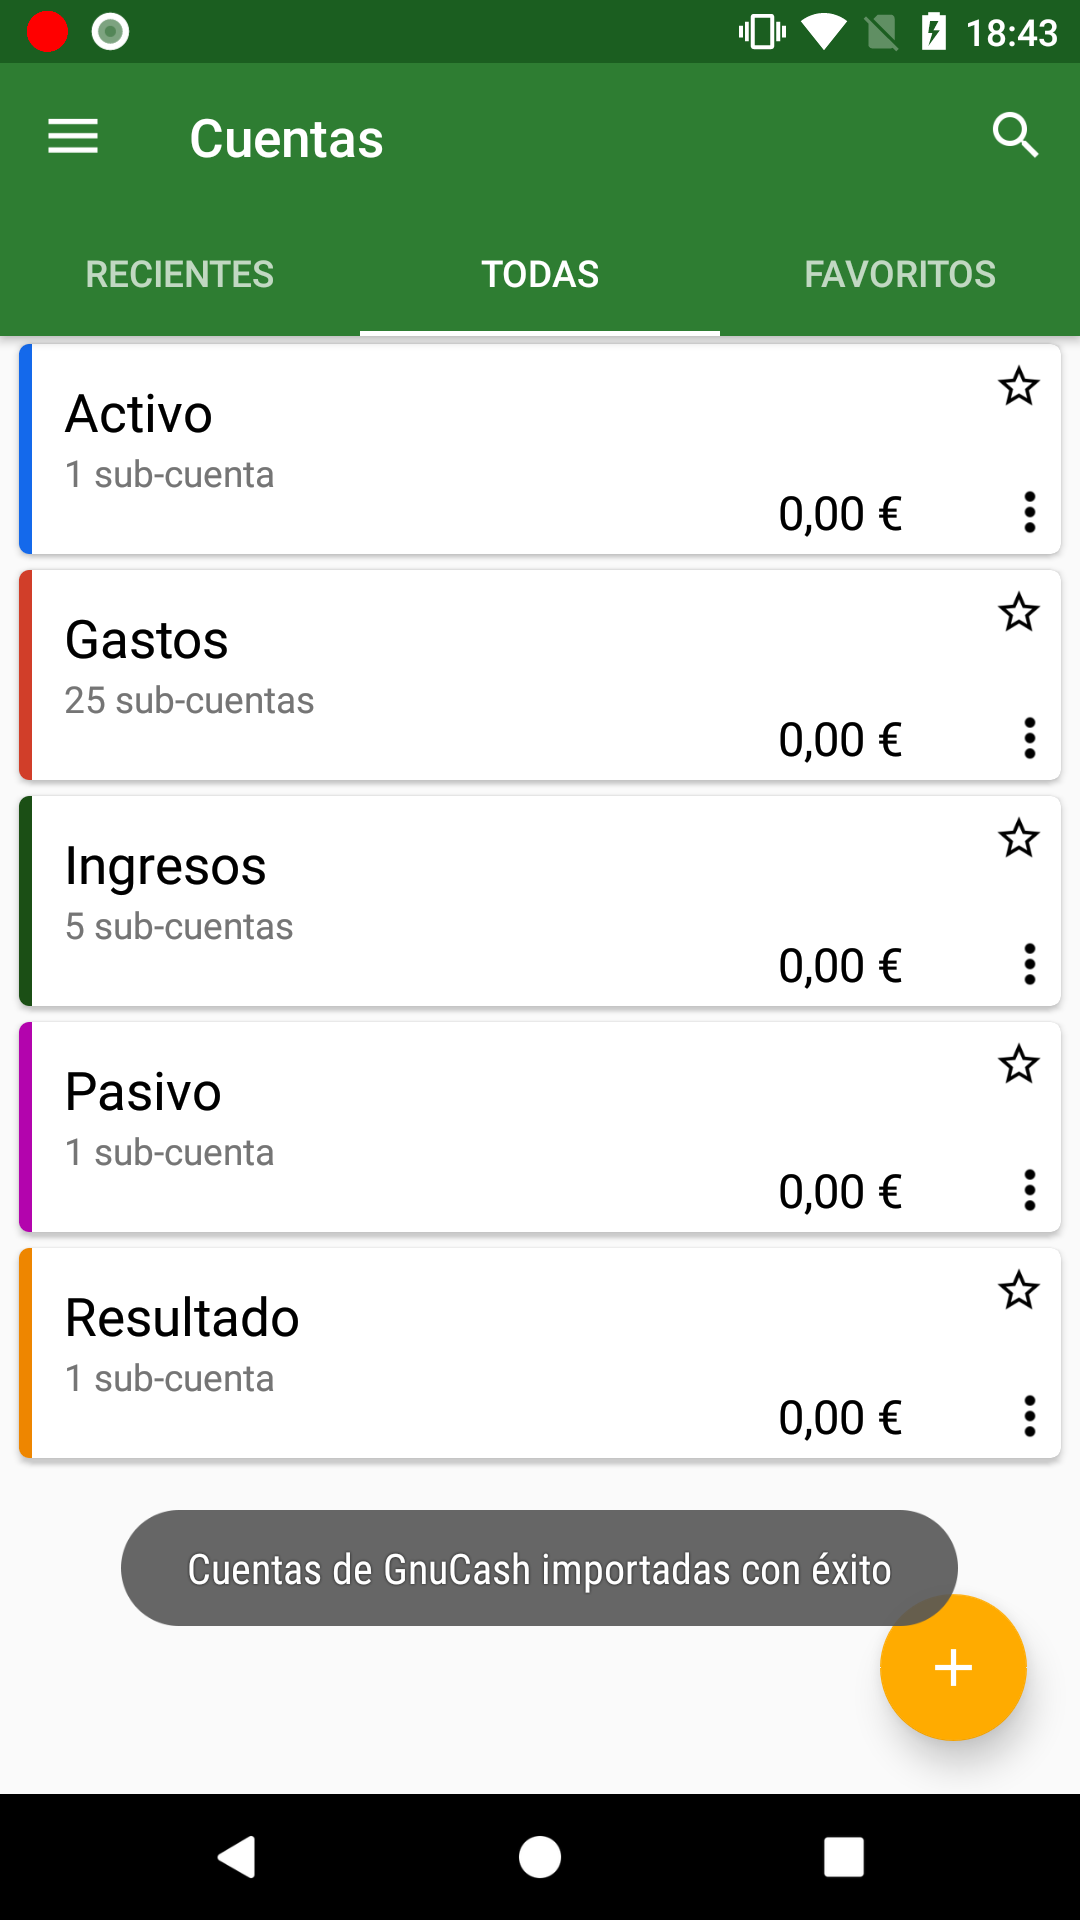 18:43
Cuentas
RECIENTES
TODAS
FAVORITOS
Activo
1 sub-cuenta
0,00 €
Gastos
25 sub-cuentas
0,00 €
Ingresos
5 sub-cuentas
0,00 €
Pasivo
1 sub-cuenta
0,00 €
Resultado
1 sub-cuenta
0,00 €
Cuentas de GnuCash importadas con éxito